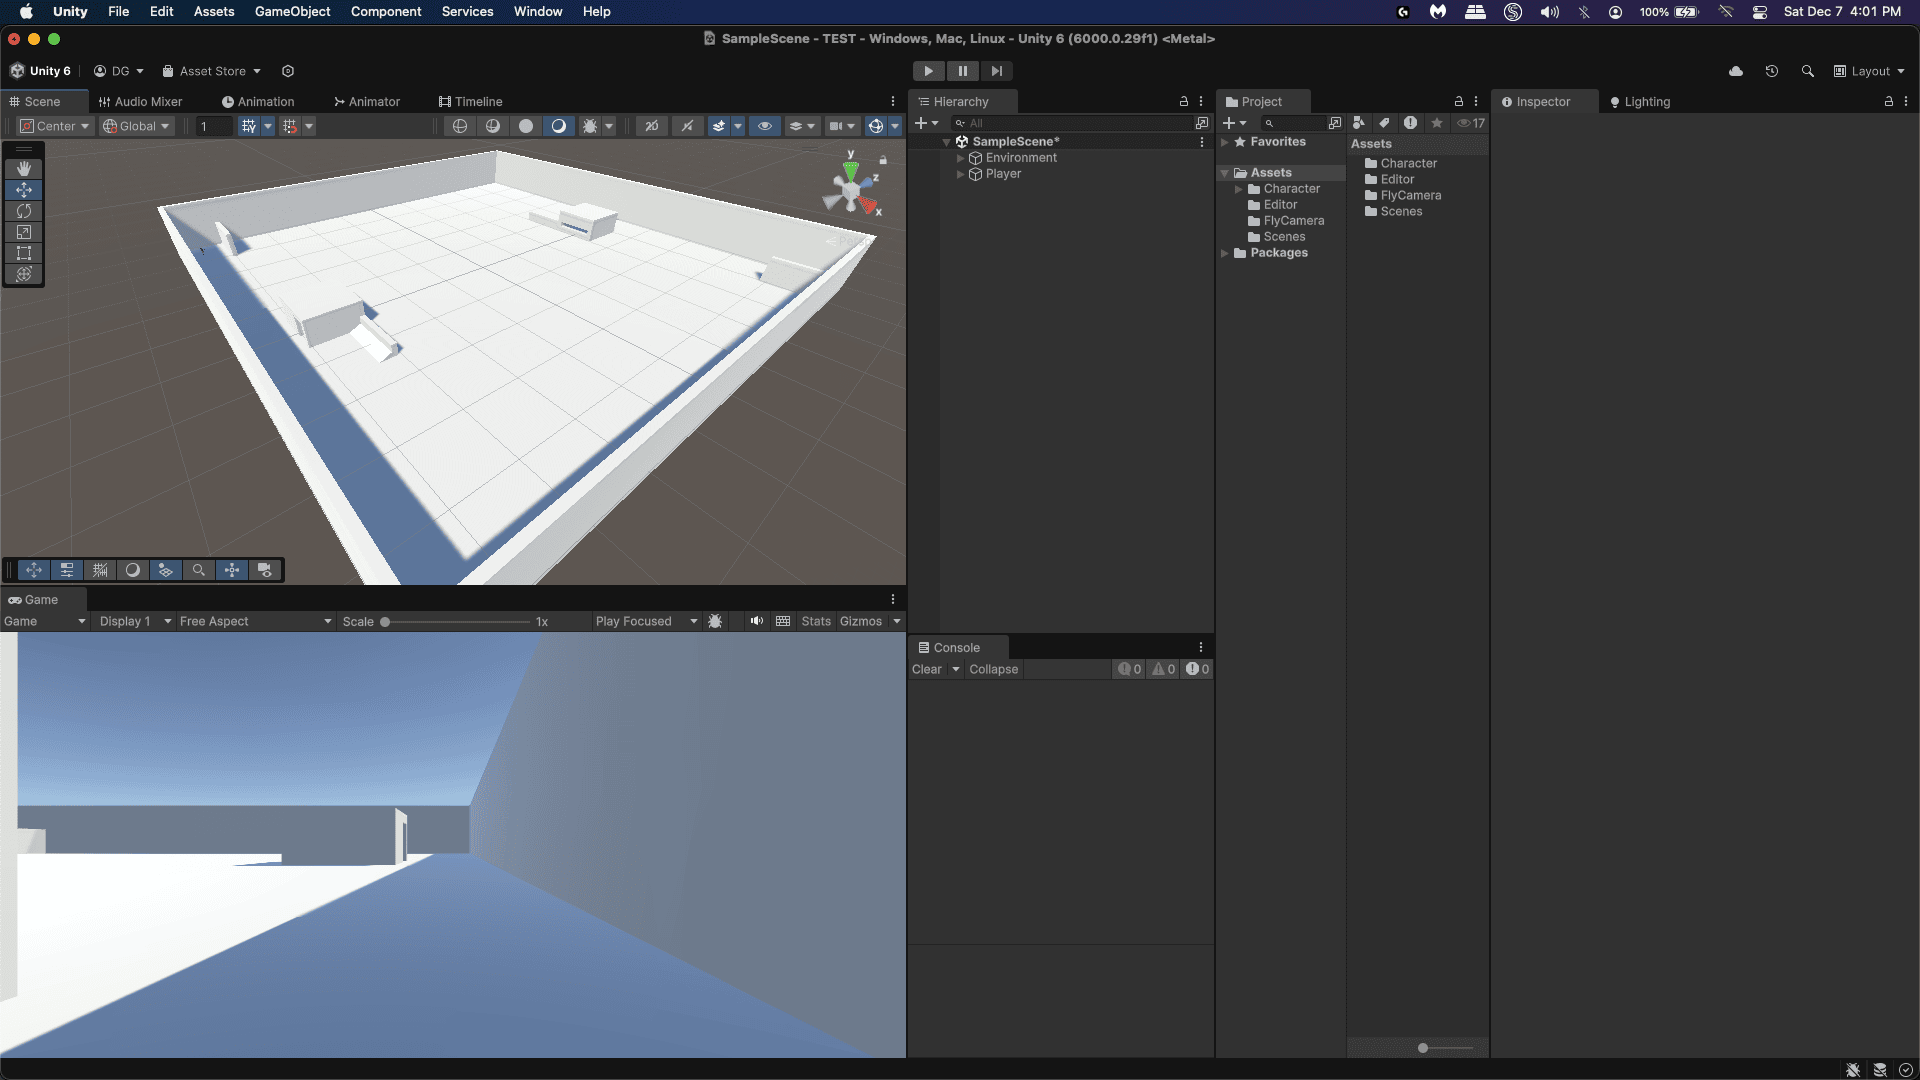 Unity File Edit Assets GameObject Component Services Window Help 100% Sat Dec 7 4:01 PM
SampleScene - TEST - Windows, Mac, Linux - Unity 6 (6000.0.29f1) <Metal>
Unity 6 DG Asset Store Layout
Scene Audio Mixer Animation Animator Timeline
Center Global 1 2D
y
z
x
Game
Game Display 1 Free Aspect Scale 1x Play Focused Stats Gizmos
Hierarchy
All
SampleScene*
Environment
Player
Console
Clear Collapse 0 0 0
Project
17
Favorites
Assets
Character
Editor
FlyCamera
Scenes
Packages
Assets
Character
Editor
FlyCamera
Scenes
Inspector Lighting